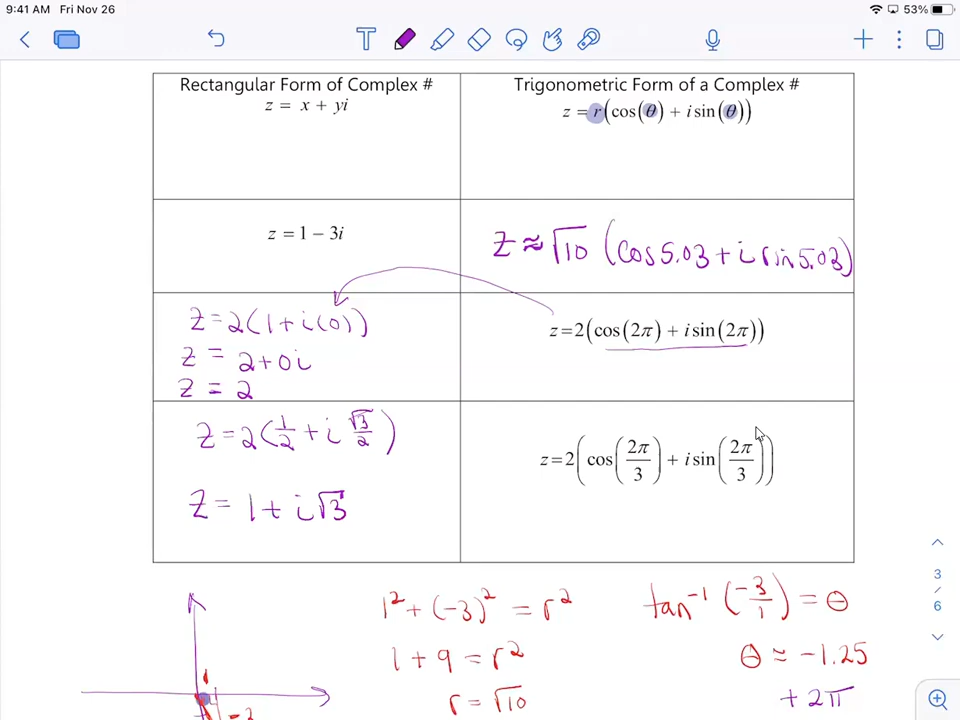 9:41 AM Fri Nov 26
53%
T
Rectangular Form of Complex #
z = x + yi
Trigonometric Form of a Complex #
z = r(cos(θ) + i sin(θ))
z = 1 − 3i
z ≈ √10 (cos 5.03 + i sin 5.03)
z = 2(1 + i(0))
z = 2 + 0i
z = 2
z = 2(cos(2π) + i sin(2π))
z = 2(1/2 + i √3/2)
z = 1 + i√3
z = 2(cos(2π/3) + i sin(2π/3))
1² + (−3)² = r²
1 + 9 = r²
r = √10
tan⁻¹(−3/1) = θ
θ ≈ −1.25
+ 2π
3
/
6